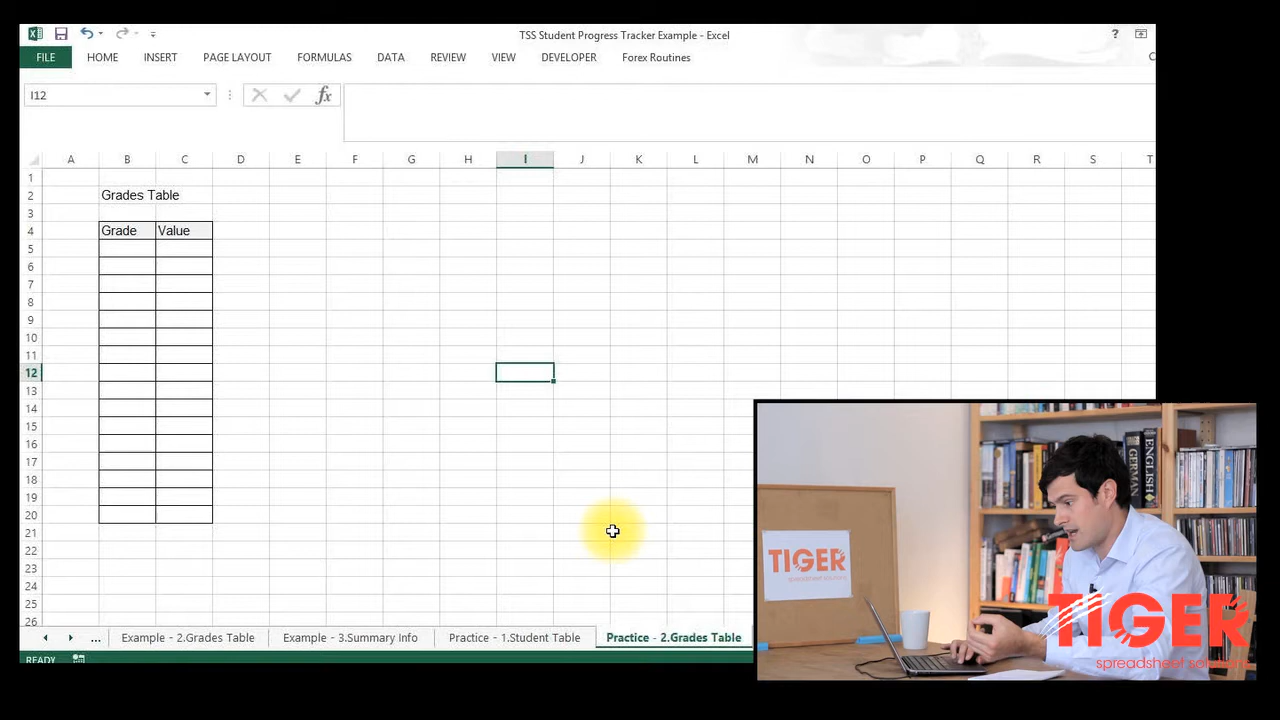 TSS Student Progress Tracker Example - Excel
?
FILE HOME INSERT PAGE LAYOUT FORMULAS DATA REVIEW VIEW DEVELOPER Forex Routines
I12
fx
A B C D E F G H I J K L M N O P Q R S T
1
2 Grades Table
3
4 Grade Value
5
6
7
8
9
10
11
12
13
14
15
16
17
18
19
20
21
22
23
24
25
26
... Example - 2.Grades Table Example - 3.Summary Info Practice - 1.Student Table Practice - 2.Grades Table
READY
GERMAN
ENGLISH
TIGER
spreadsheet solutions
TIGER
spreadsheet solutions